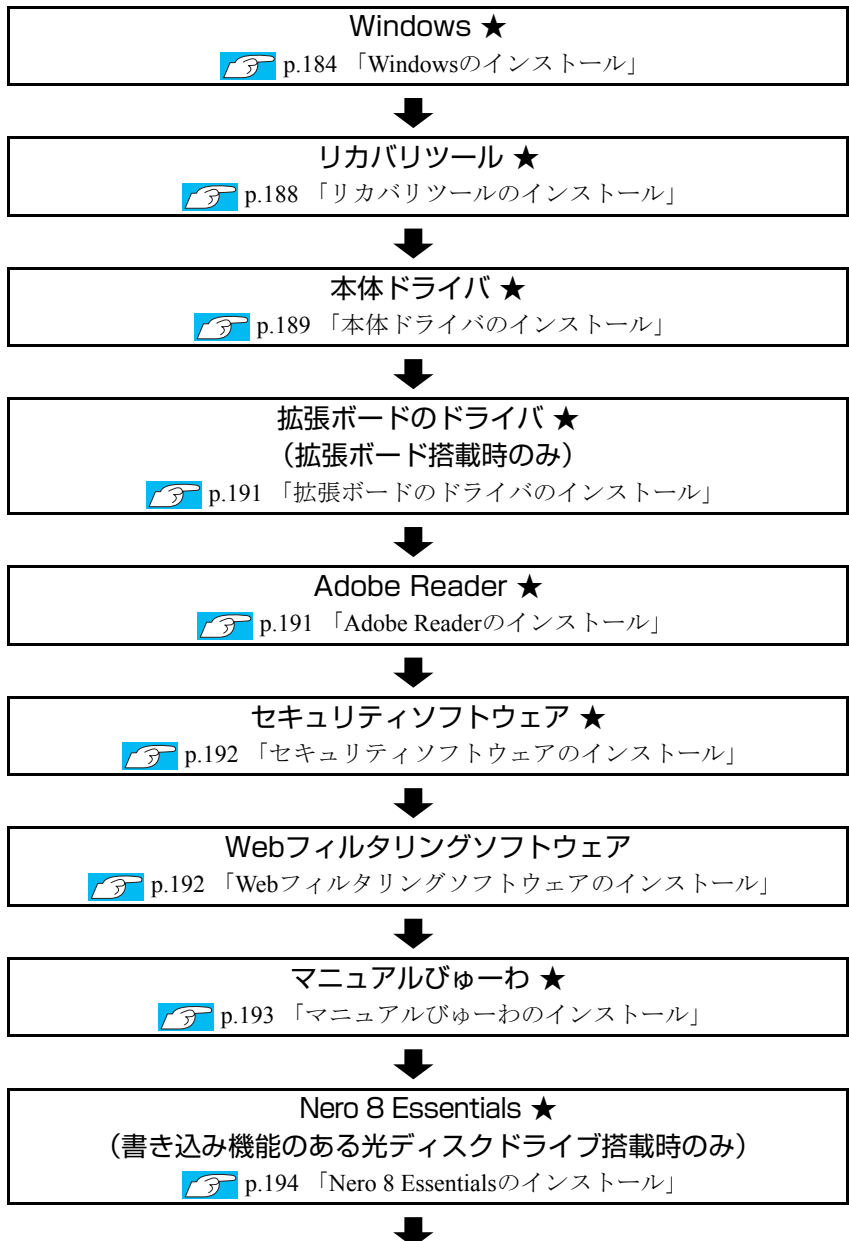 Windows ★
p.184 「Windowsのインストール」
リカバリツール ★
p.188 「リカバリツールのインストール」
本体ドライバ ★
p.189 「本体ドライバのインストール」
拡張ボードのドライバ ★
（拡張ボード搭載時のみ）
p.191 「拡張ボードのドライバのインストール」
Adobe Reader ★
p.191 「Adobe Readerのインストール」
セキュリティソフトウェア ★
p.192 「セキュリティソフトウェアのインストール」
Webフィルタリングソフトウェア
p.192 「Webフィルタリングソフトウェアのインストール」
マニュアルびゅーわ ★
p.193 「マニュアルびゅーわのインストール」
Nero 8 Essentials ★
（書き込み機能のある光ディスクドライブ搭載時のみ）
p.194 「Nero 8 Essentialsのインストール」